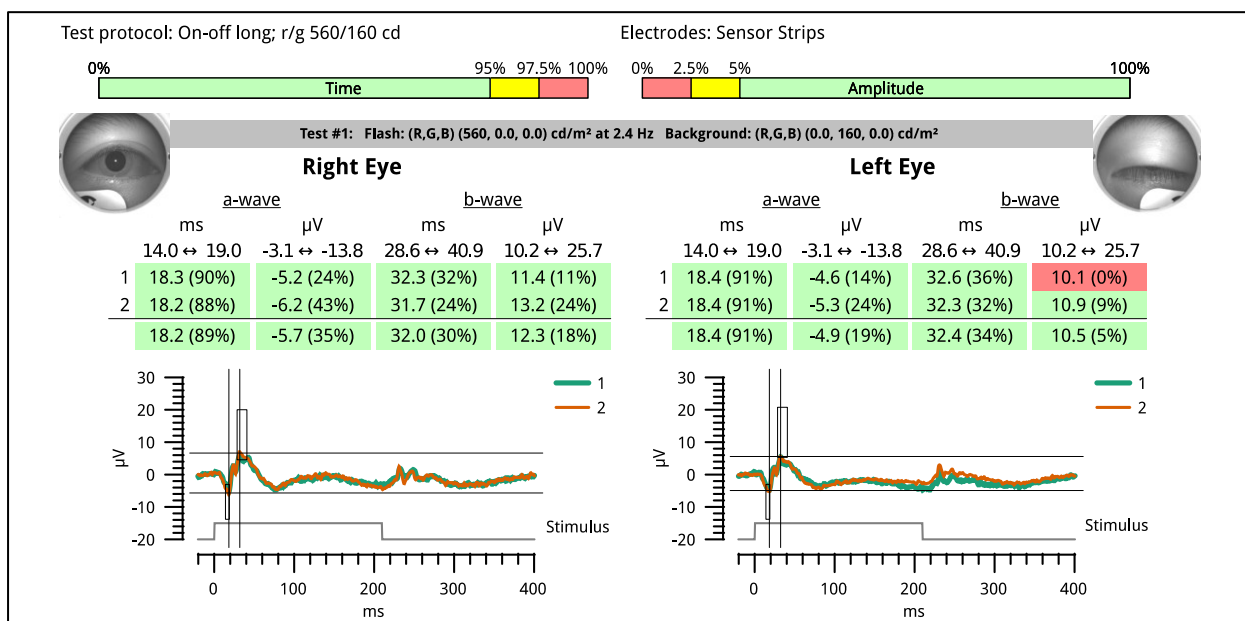 Test protocol: On-off long; r/g 560/160 cd
Electrodes: Sensor Strips
0% 95% 97.5% 100%
Time
0% 2.5% 5% 100%
Amplitude
Test #1: Flash: (R,G,B) (560, 0.0, 0.0) cd/m² at 2.4 Hz Background: (R,G,B) (0.0, 160, 0.0) cd/m²
Right Eye
a-wave b-wave
ms µV ms µV
14.0 ↔ 19.0 -3.1 ↔ -13.8 28.6 ↔ 40.9 10.2 ↔ 25.7
1 18.3 (90%) -5.2 (24%) 32.3 (32%) 11.4 (11%)
2 18.2 (88%) -6.2 (43%) 31.7 (24%) 13.2 (24%)
18.2 (89%) -5.7 (35%) 32.0 (30%) 12.3 (18%)
30
20
10
0
-10
-20
µV
1
2
Stimulus
0 100 200 300 400
ms
Left Eye
a-wave b-wave
ms µV ms µV
14.0 ↔ 19.0 -3.1 ↔ -13.8 28.6 ↔ 40.9 10.2 ↔ 25.7
1 18.4 (91%) -4.6 (14%) 32.6 (36%) 10.1 (0%)
2 18.4 (91%) -5.3 (24%) 32.3 (32%) 10.9 (9%)
18.4 (91%) -4.9 (19%) 32.4 (34%) 10.5 (5%)
30
20
10
0
-10
-20
µV
1
2
Stimulus
0 100 200 300 400
ms